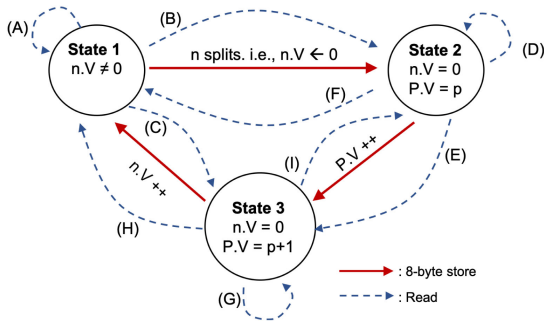 (A)
(B)
State 1
n.V ≠ 0
n splits. i.e., n.V ← 0
State 2
n.V = 0
P.V = p
(D)
(F)
(C)
(E)
n.V ++
(I)
P.V ++
(H)
State 3
n.V = 0
P.V = p+1
(G)
: 8-byte store
: Read